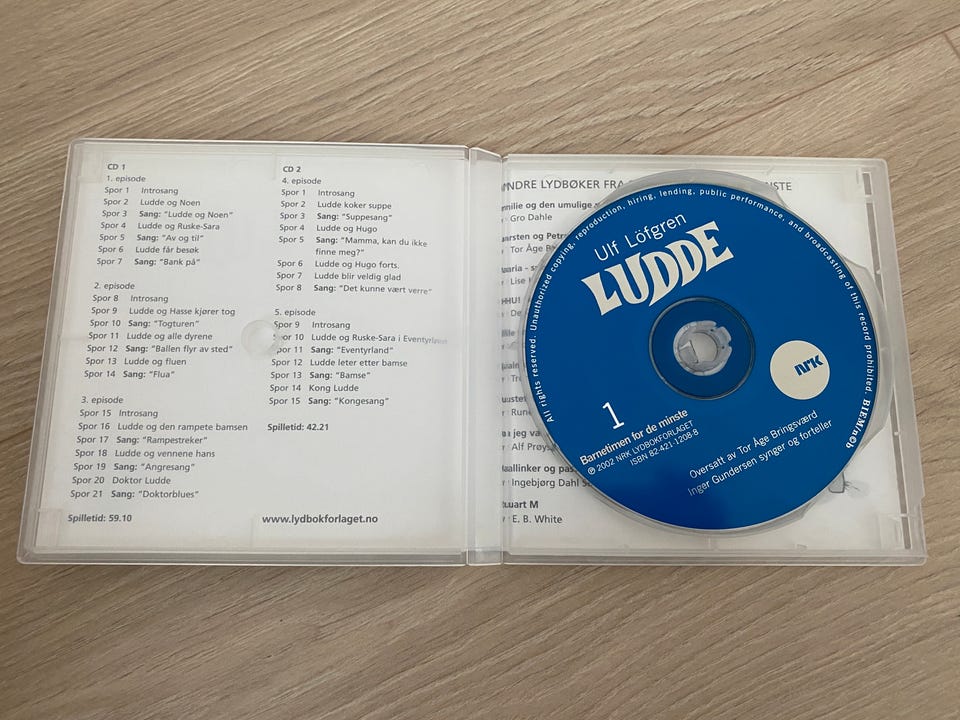 CD 1
1. episode
Spor 1 Introsang
Spor 2 Ludde og Noen
Spor 3 Sang: “Ludde og Noen”
Spor 4 Ludde og Ruske-Sara
Spor 5 Sang: “Av og til”
Spor 6 Ludde får besøk
Spor 7 Sang: “Bank på”
2. episode
Spor 8 Introsang
Spor 9 Ludde og Hasse kjører tog
Spor 10 Sang: “Togturen”
Spor 11 Ludde og alle dyrene
Spor 12 Sang: “Ballen flyr av sted”
Spor 13 Ludde og fluen
Spor 14 Sang: “Flua”
3. episode
Spor 15 Introsang
Spor 16 Ludde og den rampete bamsen
Spor 17 Sang: “Rampestreker”
Spor 18 Ludde og vennene hans
Spor 19 Sang: “Angresang”
Spor 20 Doktor Ludde
Spor 21 Sang: “Doktorblues”
Spilletid: 59.10
CD 2
4. episode
Spor 1 Introsang
Spor 2 Ludde koker suppe
Spor 3 Sang: “Suppesang”
Spor 4 Ludde og Hugo
Spor 5 Sang: “Mamma, kan du ikke
finne meg?”
Spor 6 Ludde og Hugo forts.
Spor 7 Ludde blir veldig glad
Spor 8 Sang: “Det kunne vært verre”
5. episode
Spor 9 Introsang
Spor 10 Ludde og Ruske-Sara i Eventyrland
Spor 11 Sang: “Eventyrland”
Spor 12 Ludde leter etter bamse
Spor 13 Sang: “Bamse”
Spor 14 Kong Ludde
Spor 15 Sang: “Kongesang”
Spilletid: 42.21
www.lydbokforlaget.no
LYDBØKER FRA
og den umulige
Gro Dahle
og Petr
Tor Åge
Alf Prøys
og pas
Ingebjørg Dahl
M
E. B. White
All rights reserved. Unauthorized copying, reproduction, hiring, lending, public performance, and broadcasting of this record prohibited. BIEM/n©b
Ulf Löfgren
LUDDE
NRK
1
Barnetimen for de minste
℗ 2002 NRK LYDBOKFORLAGET
ISBN 82-421-1208-8
Oversatt av Tor Åge Bringsværd
Inger Gundersen synger og forteller